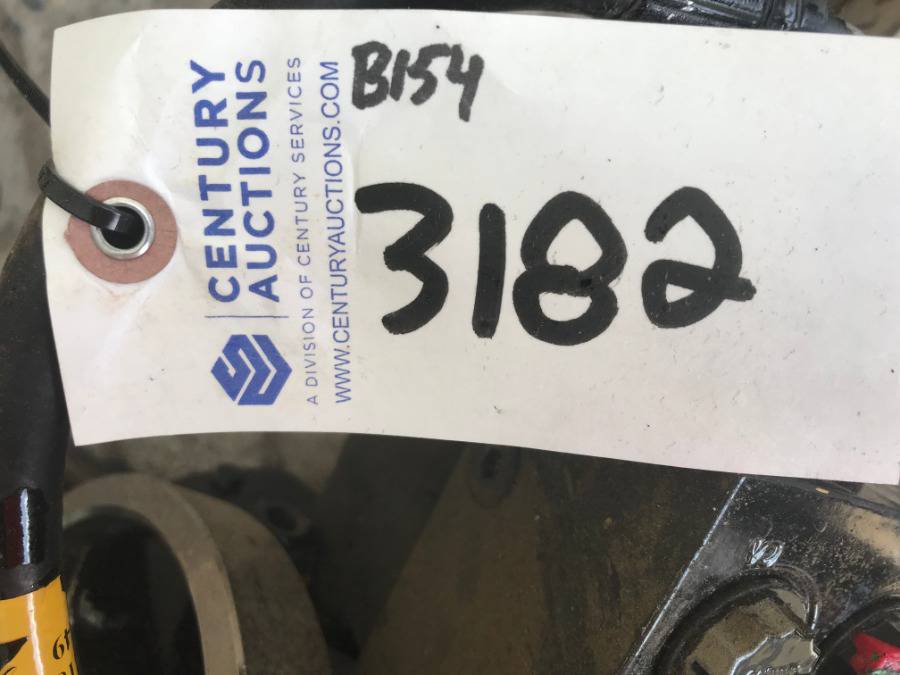 B154
3182
CENTURY
AUCTIONS
A DIVISION OF CENTURY SERVICES
WWW.CENTURYAUCTIONS.COM